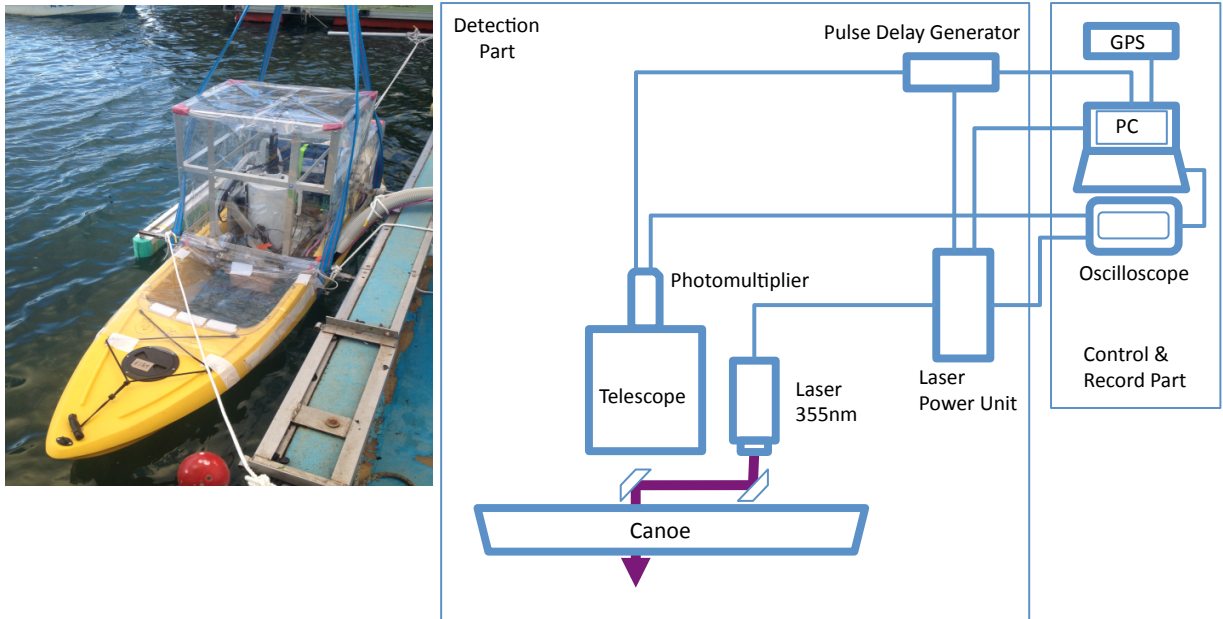 Detection
Part
Pulse Delay Generator
GPS
PC
Oscilloscope
Photomultiplier
Telescope
Laser
355nm
Laser
Power Unit
Control &
Record Part
Canoe